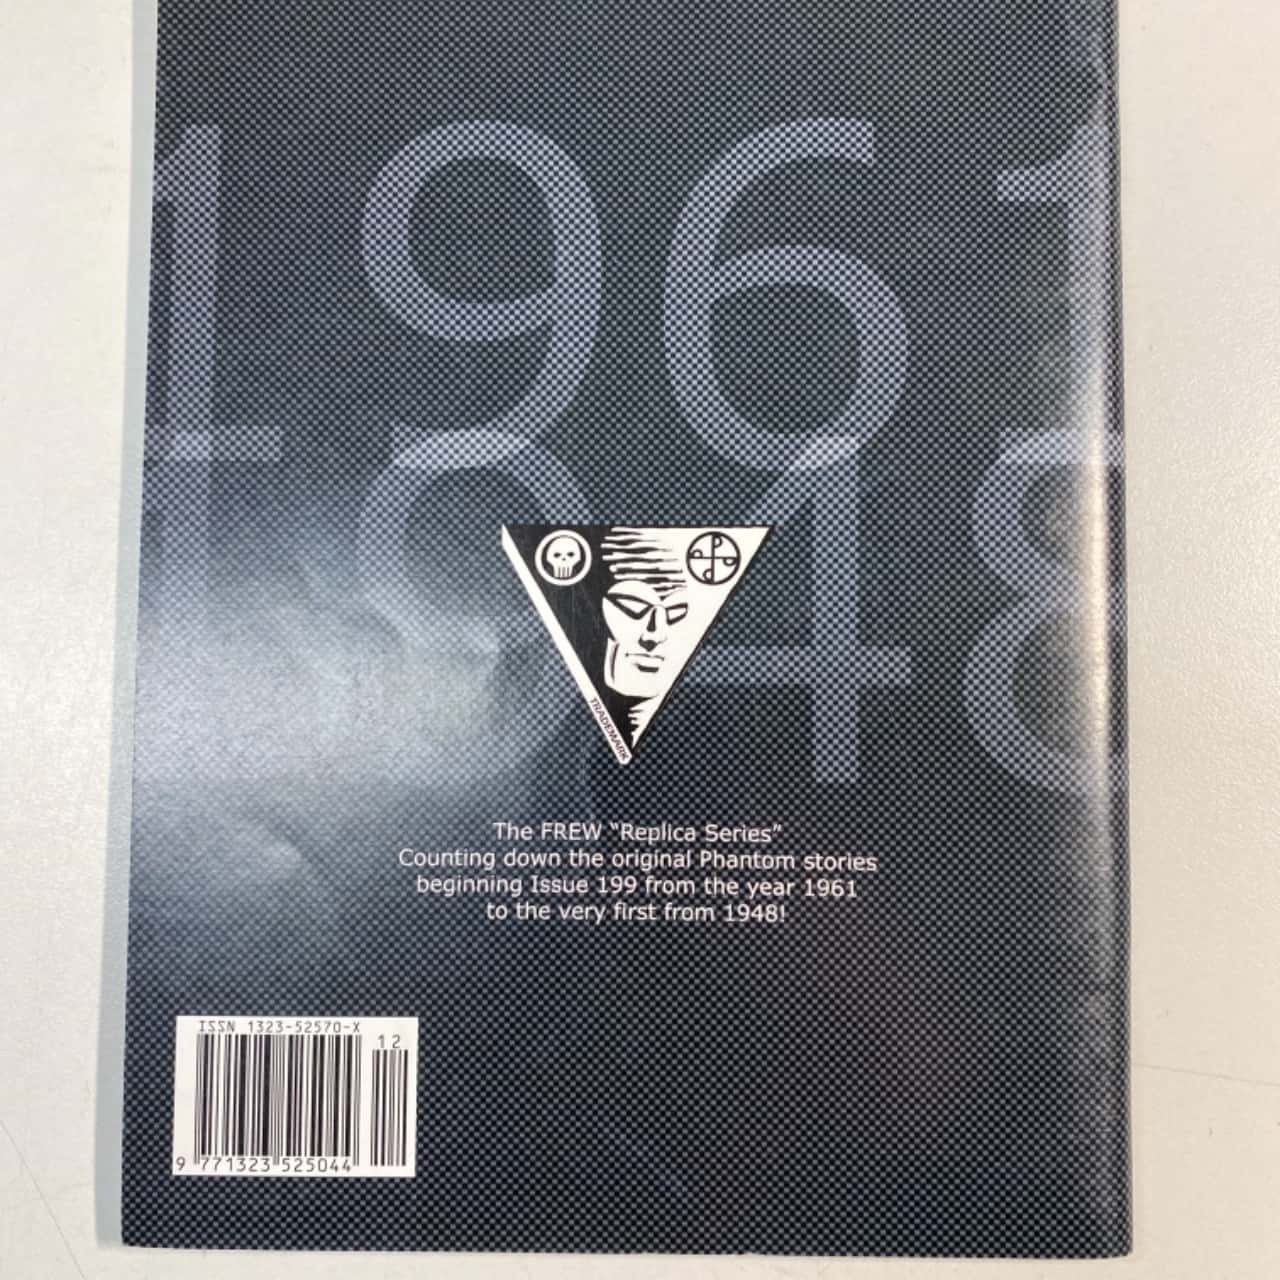 1961
1948
TRADEMARK
The FREW “Replica Series”
Counting down the original Phantom stories
beginning Issue 199 from the year 1961
to the very first from 1948!
ISSN 1323-52570-X
12
9 771323 525044